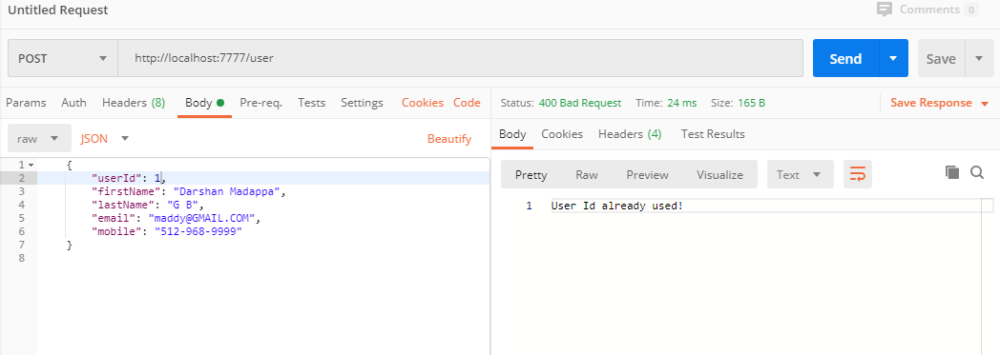 Untitled Request
Comments 0
POST http://localhost:7777/user Send Save
Params Auth Headers (8) Body Pre-req. Tests Settings Cookies Code
raw JSON Beautify
1 {
2 "userId": 1,
3 "firstName": "Darshan Madappa",
4 "lastName": "G B",
5 "email": "maddy@GMAIL.COM",
6 "mobile": "512-968-9999"
7 }
8
Status: 400 Bad Request Time: 24 ms Size: 165 B Save Response
Body Cookies Headers (4) Test Results
Pretty Raw Preview Visualize Text
1 User Id already used!